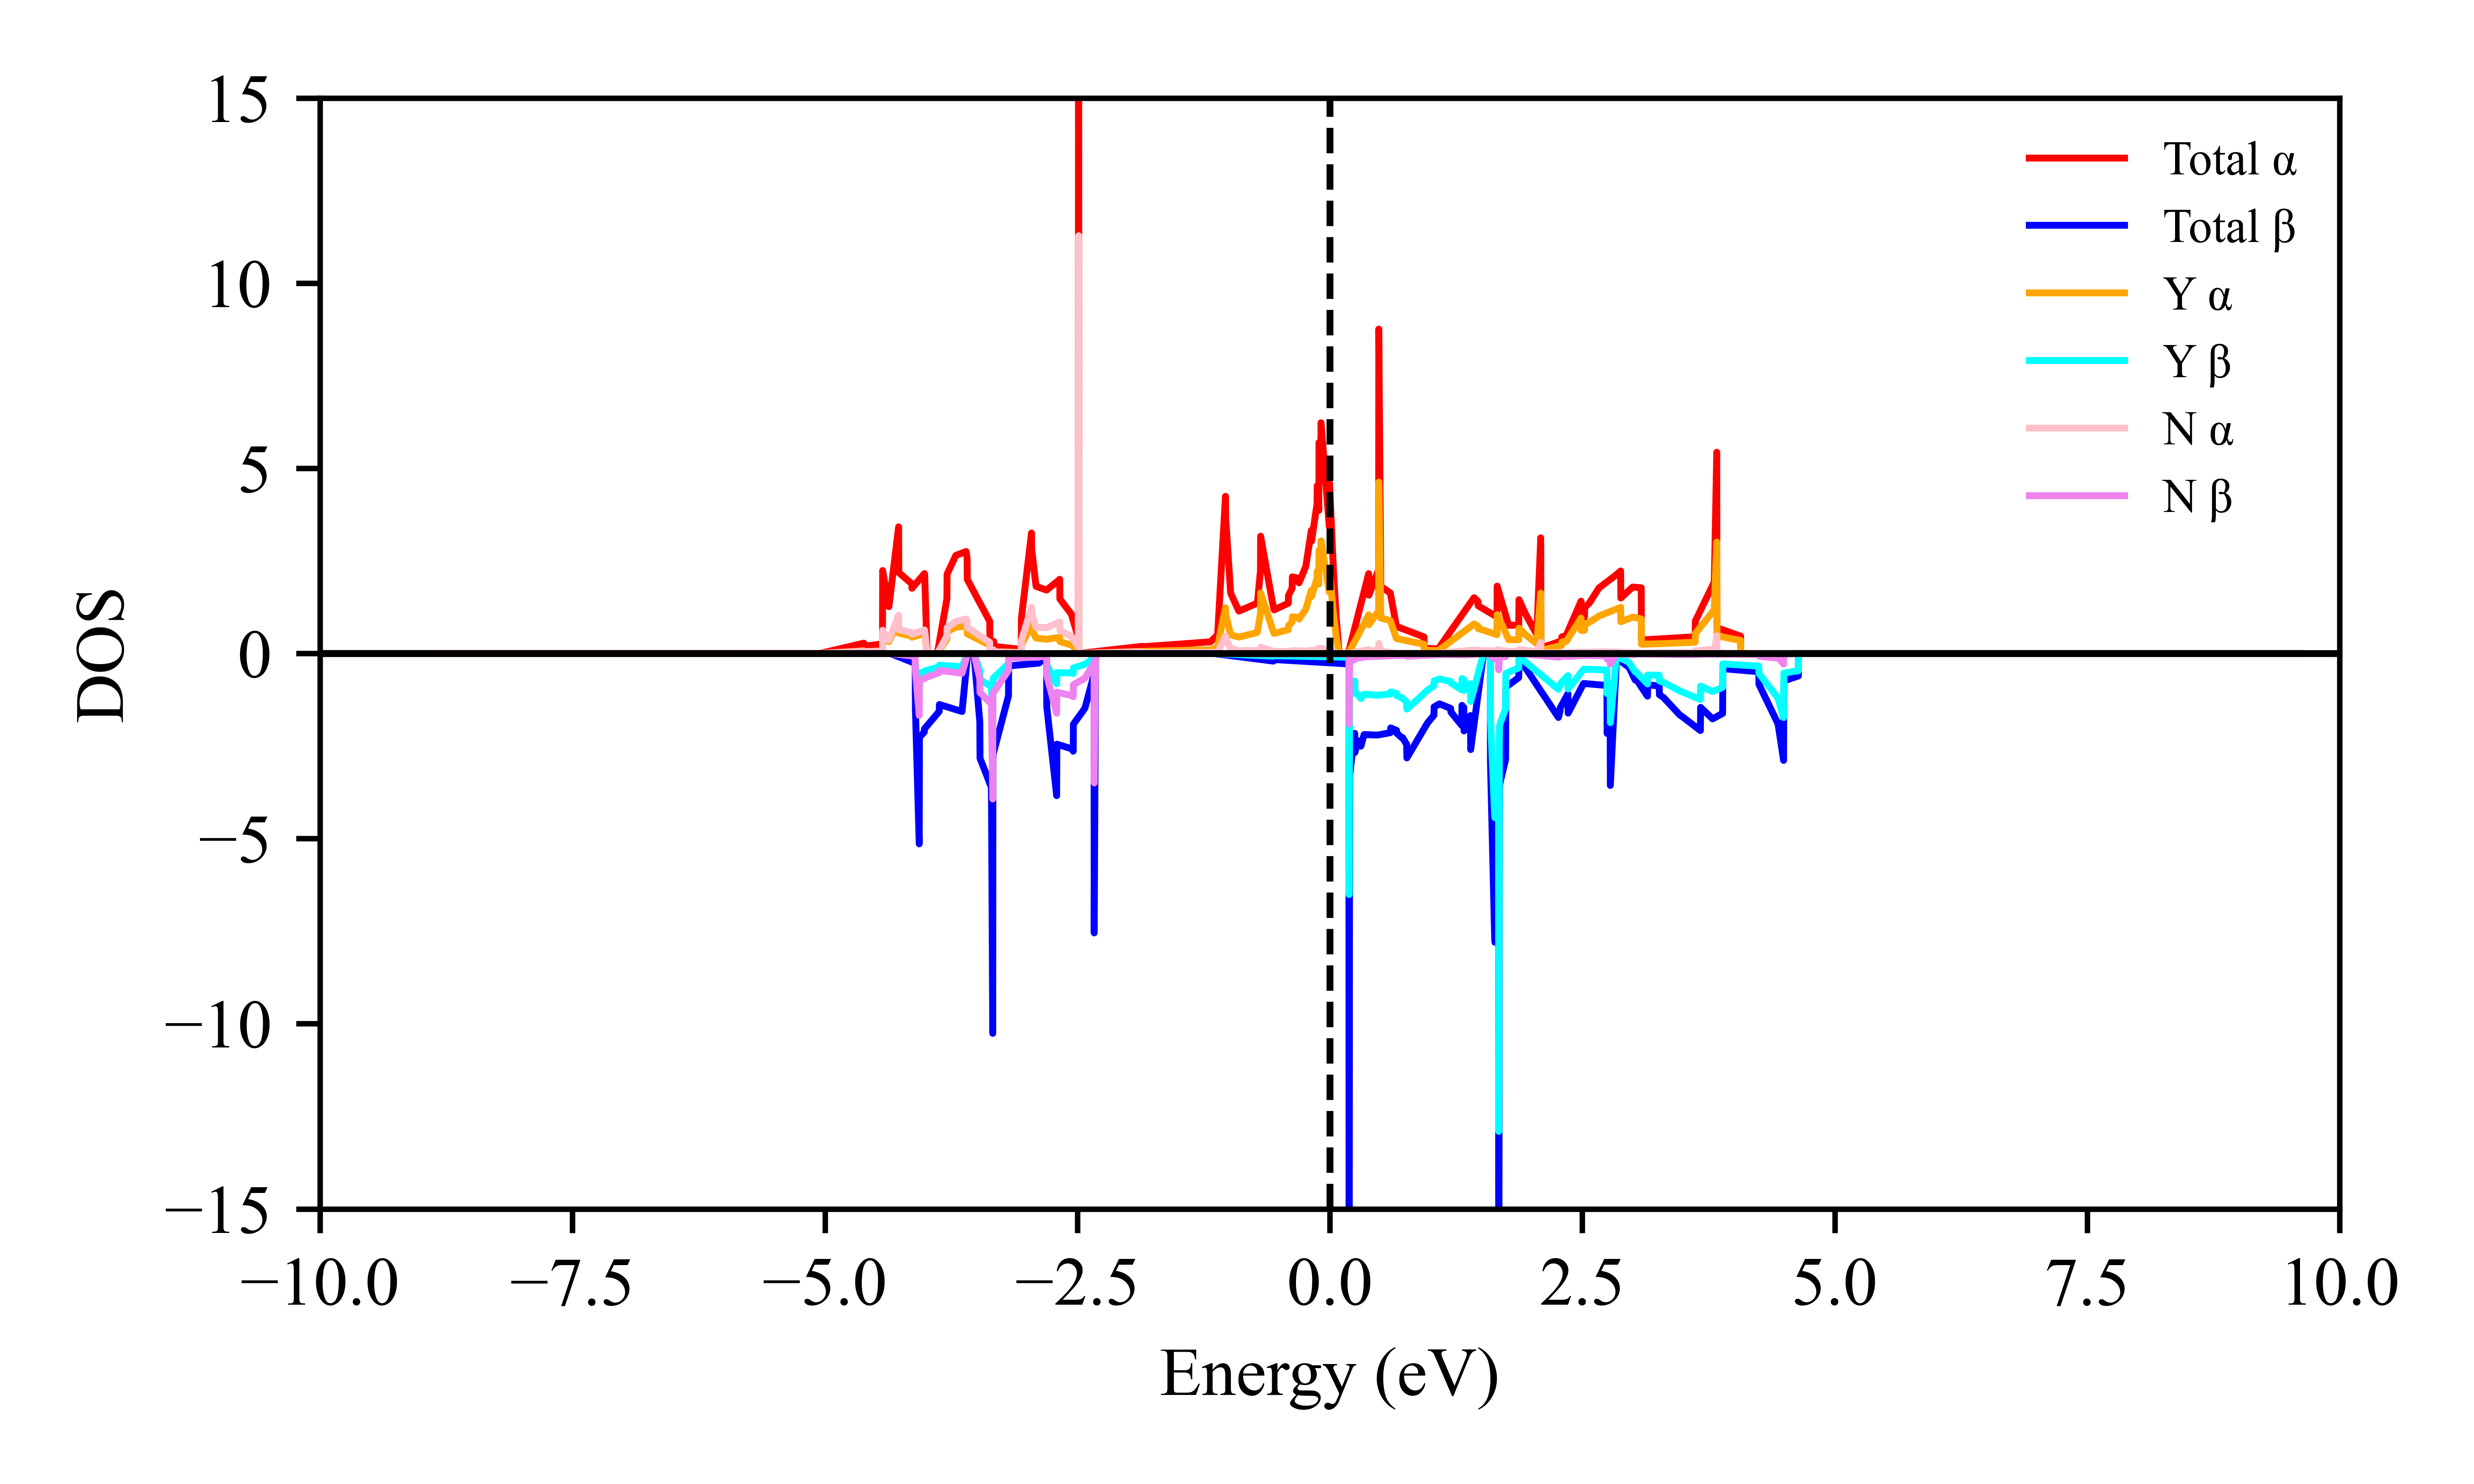 DOS
15
10
5
0
−5
−10
−15
Total α
Total β
Y α
Y β
N α
N β
−10.0 −7.5 −5.0 −2.5 0.0 2.5 5.0 7.5 10.0
Energy (eV)